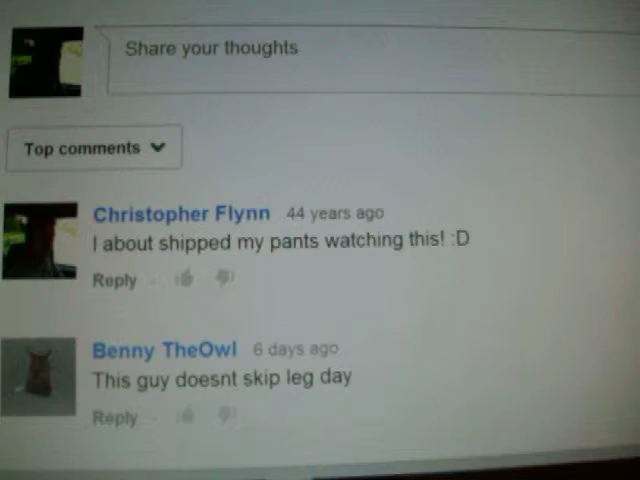 Share your thoughts
Top comments
Christopher Flynn 44 years ago
I about shipped my pants watching this! :D
Reply
Benny TheOwl 6 days ago
This guy doesnt skip leg day
Reply